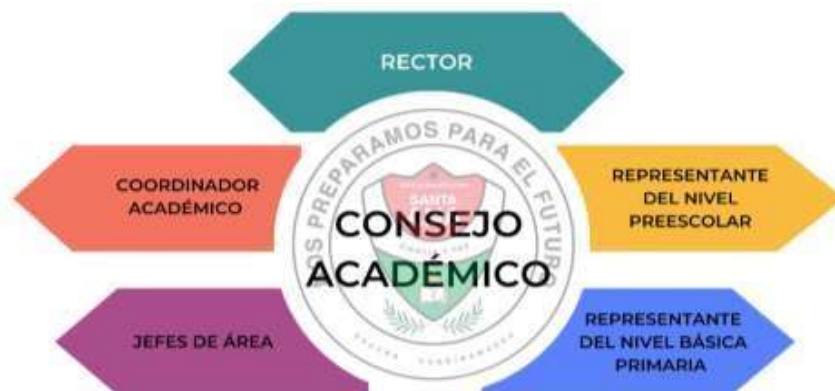 RECTOR
NOS PREPARAMOS PARA EL FUTURO
COORDINADOR
ACADÉMICO
REPRESENTANTE
DEL NIVEL
PREESCOLAR
SANTA
CONSEJO
ACADÉMICO
JEFES DE ÁREA
REPRESENTANTE
DEL NIVEL BÁSICA
PRIMARIA